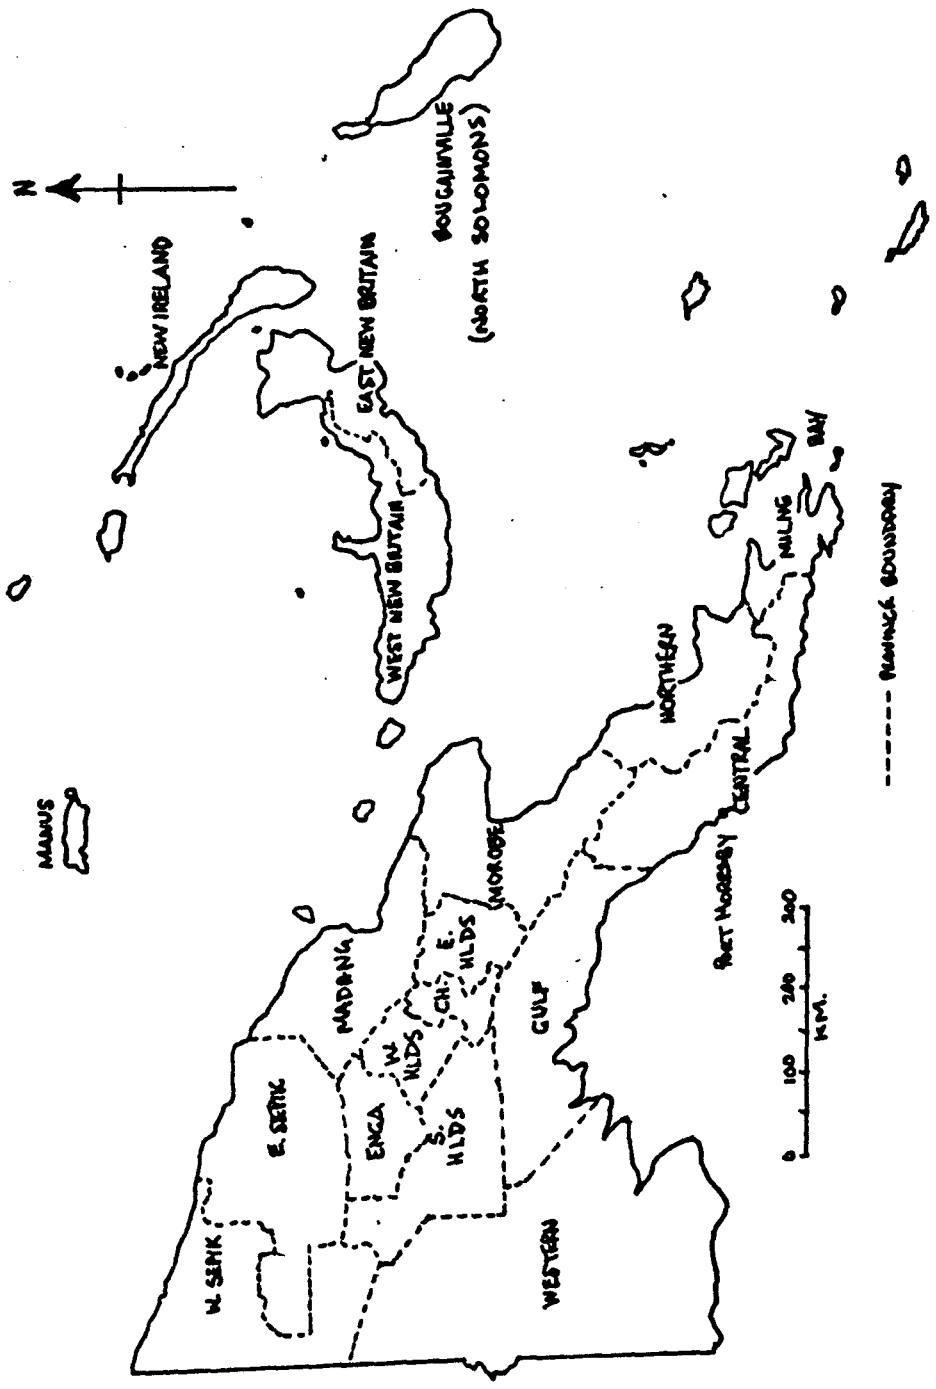 N
MANUS
NEW IRELAND
W. SEPIK
E. SEPIK
MADANG
WEST NEW BRITAIN
EAST NEW BRITAIN
ENGA
W.
HLDS
CH.
E.
HLDS
S.
HLDS
MOROBE
BOUGAINVILLE
(NORTH SOLOMONS)
WESTERN
GULF
NORTHERN
PORT MORESBY
CENTRAL
MILNE
BAY
0 100 200 300
KM.
PROVINCE BOUNDARY